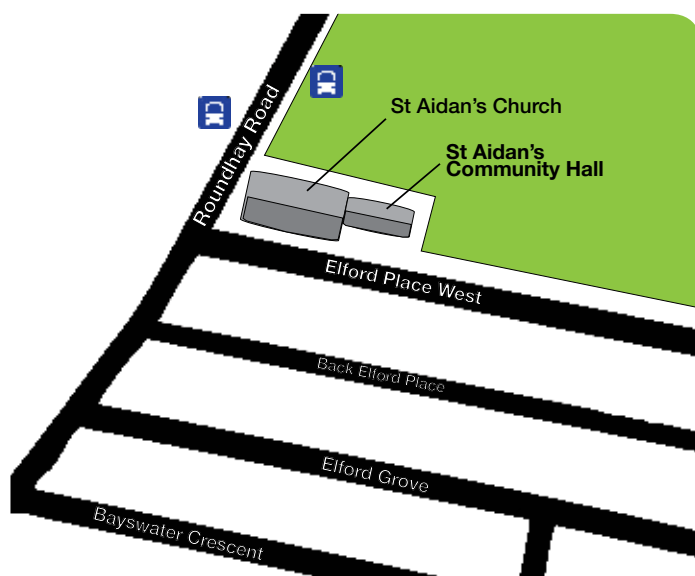 St Aidan's Church
St Aidan's
Community Hall
Roundhay Road
Elford Place West
Back Elford Place
Elford Grove
Bayswater Crescent